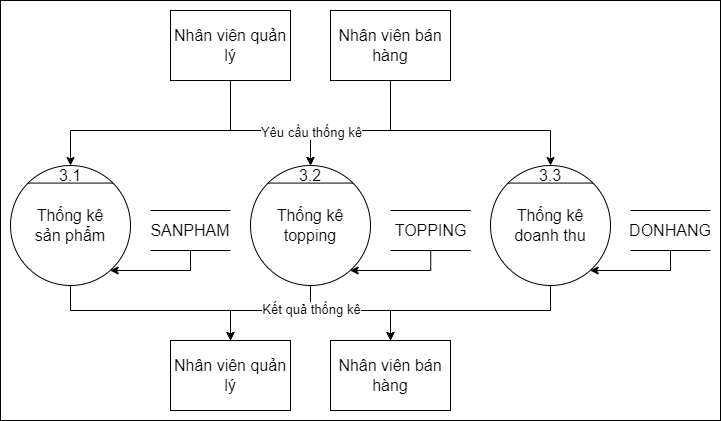 Nhân viên quản
lý
Nhân viên bán
hàng
Yêu cầu thống kê
3.1
Thống kê
sản phẩm
SANPHAM
3.2
Thống kê
topping
TOPPING
3.3
Thống kê
doanh thu
DONHANG
Kết quả thống kê
Nhân viên quản
lý
Nhân viên bán
hàng